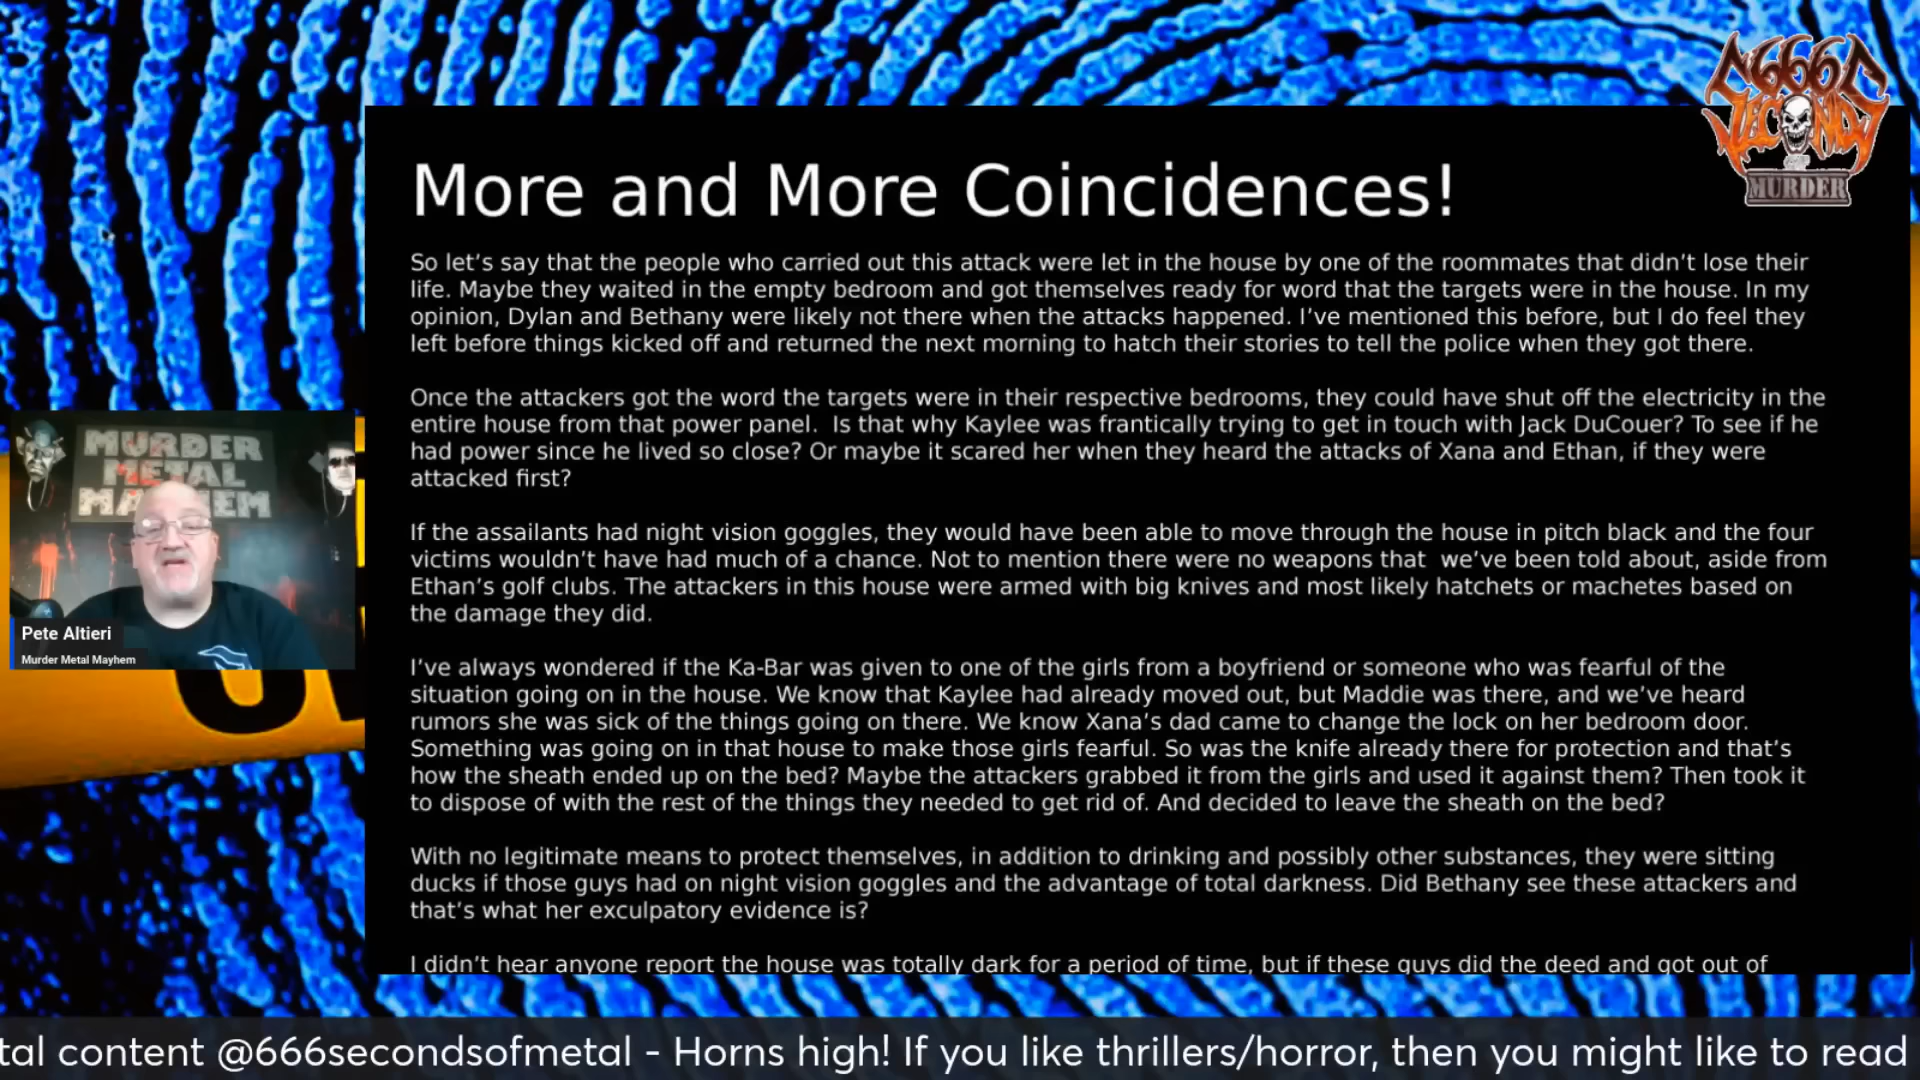 666
SECONDS
MURDER
More and More Coincidences!
So let’s say that the people who carried out this attack were let in the house by one of the roommates that didn’t lose their
life. Maybe they waited in the empty bedroom and got themselves ready for word that the targets were in the house. In my
opinion, Dylan and Bethany were likely not there when the attacks happened. I’ve mentioned this before, but I do feel they
left before things kicked off and returned the next morning to hatch their stories to tell the police when they got there.
Once the attackers got the word the targets were in their respective bedrooms, they could have shut off the electricity in the
entire house from that power panel.  Is that why Kaylee was frantically trying to get in touch with Jack DuCouer? To see if he
had power since he lived so close? Or maybe it scared her when they heard the attacks of Xana and Ethan, if they were
attacked first?
If the assailants had night vision goggles, they would have been able to move through the house in pitch black and the four
victims wouldn’t have had much of a chance. Not to mention there were no weapons that  we’ve been told about, aside from
Ethan’s golf clubs. The attackers in this house were armed with big knives and most likely hatchets or machetes based on
the damage they did.
I’ve always wondered if the Ka-Bar was given to one of the girls from a boyfriend or someone who was fearful of the
situation going on in the house. We know that Kaylee had already moved out, but Maddie was there, and we’ve heard
rumors she was sick of the things going on there. We know Xana’s dad came to change the lock on her bedroom door.
Something was going on in that house to make those girls fearful. So was the knife already there for protection and that’s
how the sheath ended up on the bed? Maybe the attackers grabbed it from the girls and used it against them? Then took it
to dispose of with the rest of the things they needed to get rid of. And decided to leave the sheath on the bed?
With no legitimate means to protect themselves, in addition to drinking and possibly other substances, they were sitting
ducks if those guys had on night vision goggles and the advantage of total darkness. Did Bethany see these attackers and
that’s what her exculpatory evidence is?
I didn’t hear anyone report the house was totally dark for a period of time, but if these guys did the deed and got out of
MURDER
METAL
MAYHEM
Pete Altieri
Murder Metal Mayhem
tal content @666secondsofmetal - Horns high! If you like thrillers/horror, then you might like to read